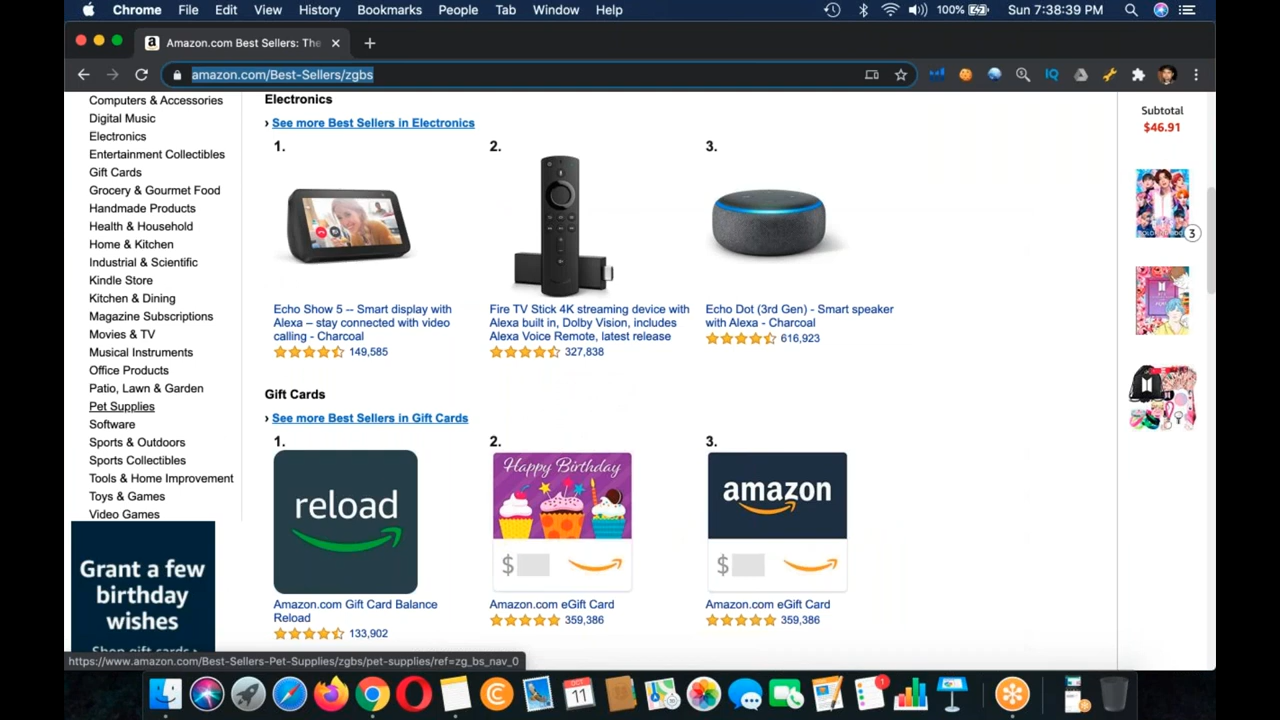 Chrome File Edit View History Bookmarks People Tab Window Help 100% Sun 7:38:39 PM
Amazon.com Best Sellers: The
amazon.com/Best-Sellers/zgbs
IQ
Computers & Accessories
Digital Music
Electronics
Entertainment Collectibles
Gift Cards
Grocery & Gourmet Food
Handmade Products
Health & Household
Home & Kitchen
Industrial & Scientific
Kindle Store
Kitchen & Dining
Magazine Subscriptions
Movies & TV
Musical Instruments
Office Products
Patio, Lawn & Garden
Pet Supplies
Software
Sports & Outdoors
Sports Collectibles
Tools & Home Improvement
Toys & Games
Video Games
Grant a few
birthday
wishes
Shop gift cards ›
Electronics
› See more Best Sellers in Electronics
1.
Echo Show 5 -- Smart display with
Alexa – stay connected with video
calling - Charcoal
149,585
2.
Fire TV Stick 4K streaming device with
Alexa built in, Dolby Vision, includes
Alexa Voice Remote, latest release
327,838
3.
Echo Dot (3rd Gen) - Smart speaker
with Alexa - Charcoal
616,923
Gift Cards
› See more Best Sellers in Gift Cards
1.
reload
Amazon.com Gift Card Balance
Reload
133,902
2.
Happy Birthday
$
Amazon.com eGift Card
359,386
3.
amazon
$
Amazon.com eGift Card
359,386
Subtotal
$46.91
3
https://www.amazon.com/Best-Sellers-Pet-Supplies/zgbs/pet-supplies/ref=zg_bs_nav_0
11
1